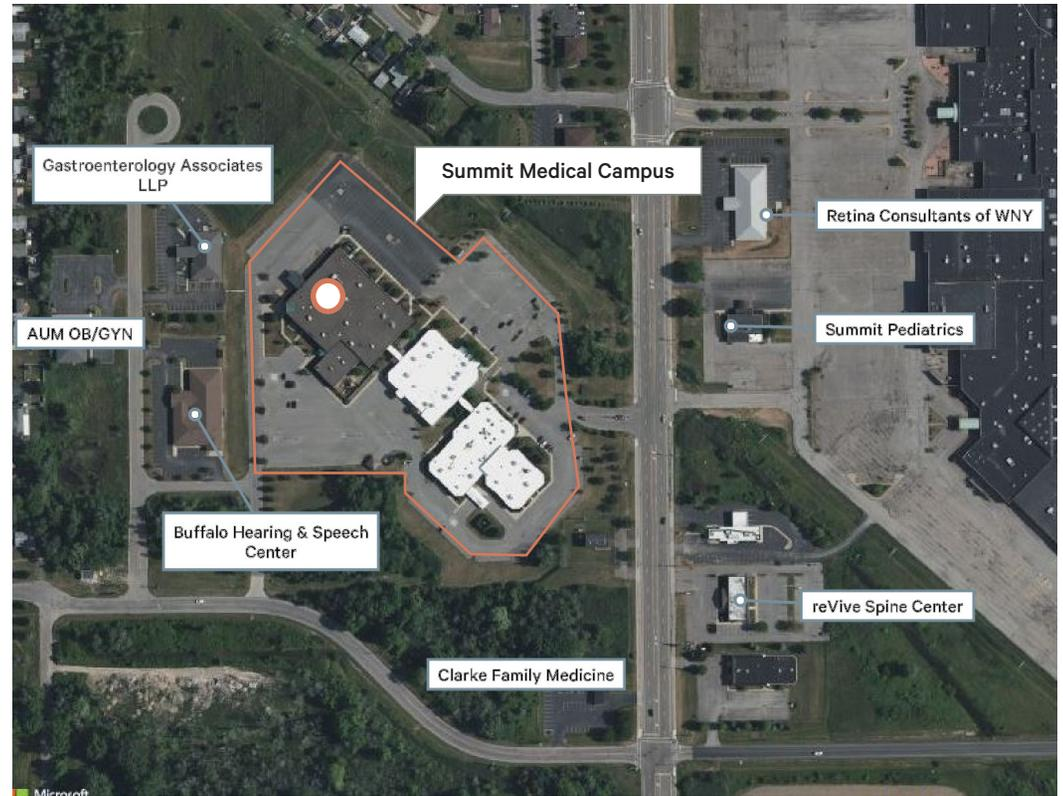 Gastroenterology Associates
LLP
Summit Medical Campus
Retina Consultants of WNY
AUM OB/GYN
Summit Pediatrics
Buffalo Hearing & Speech
Center
reVive Spine Center
Clarke Family Medicine
Microsoft